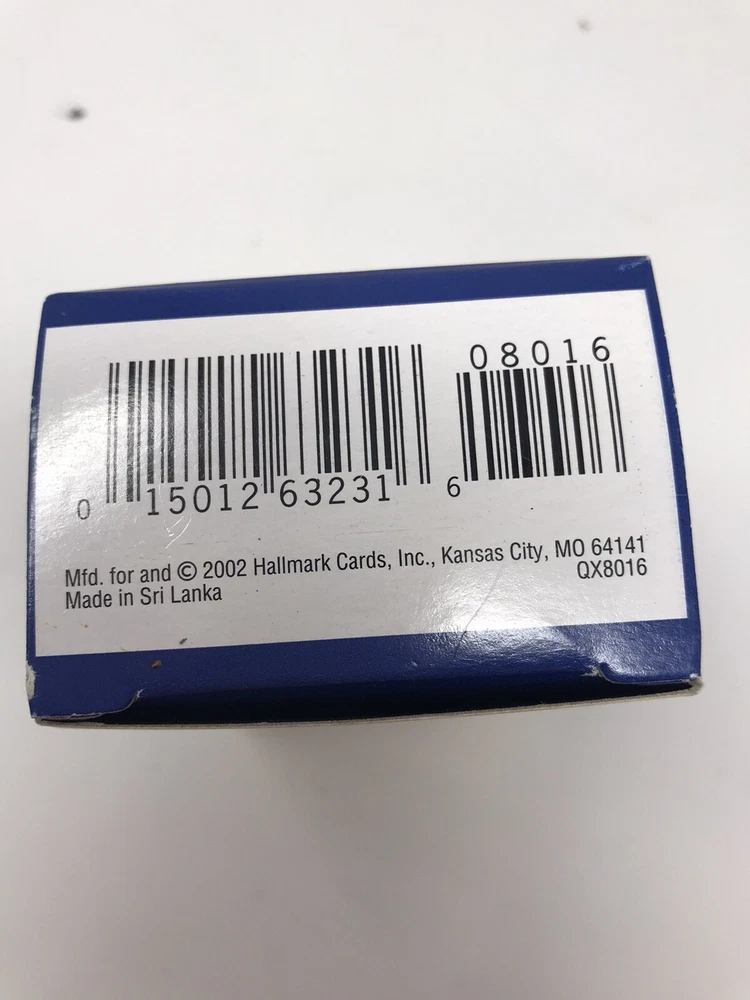 08016
0 15012 63231 6
Mfd. for and © 2002 Hallmark Cards, Inc., Kansas City, MO 64141
QX8016
Made in Sri Lanka